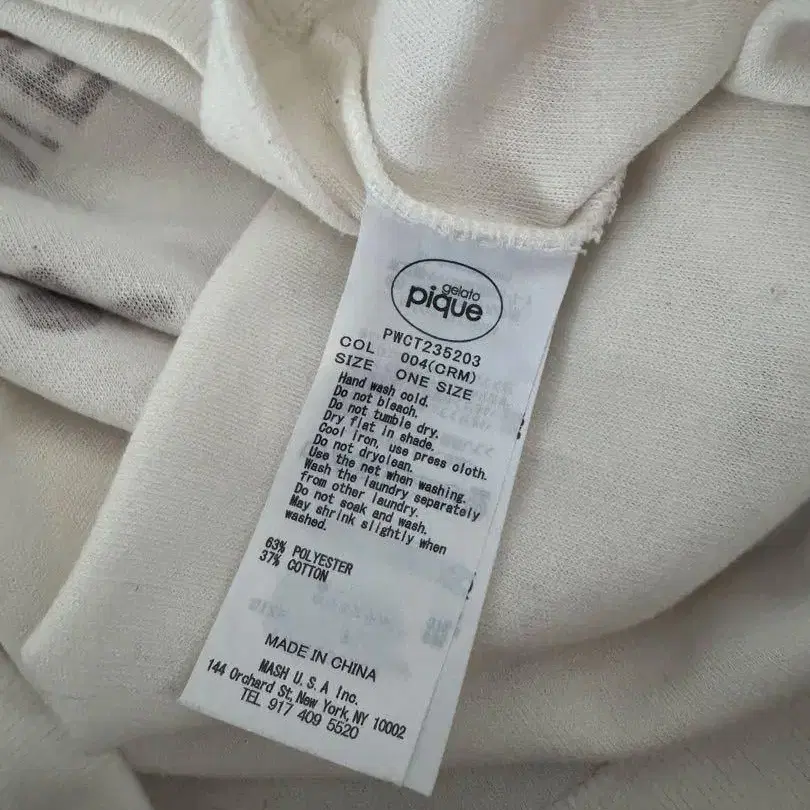 gelato
pique
PWCT235203
COL 004(CRM)
SIZE ONE SIZE
Hand wash cold.
Do not bleach.
Do not tumble dry.
Dry flat in shade.
Cool iron, use press cloth.
Do not dryclean.
Use the net when washing.
Wash the laundry separately
from other laundry.
Do not soak and wash.
May shrink slightly when
washed.
63% POLYESTER
37% COTTON
MADE IN CHINA
MASH U.S.A Inc.
144 Orchard St, New York, NY 10002
TEL 917 409 5520